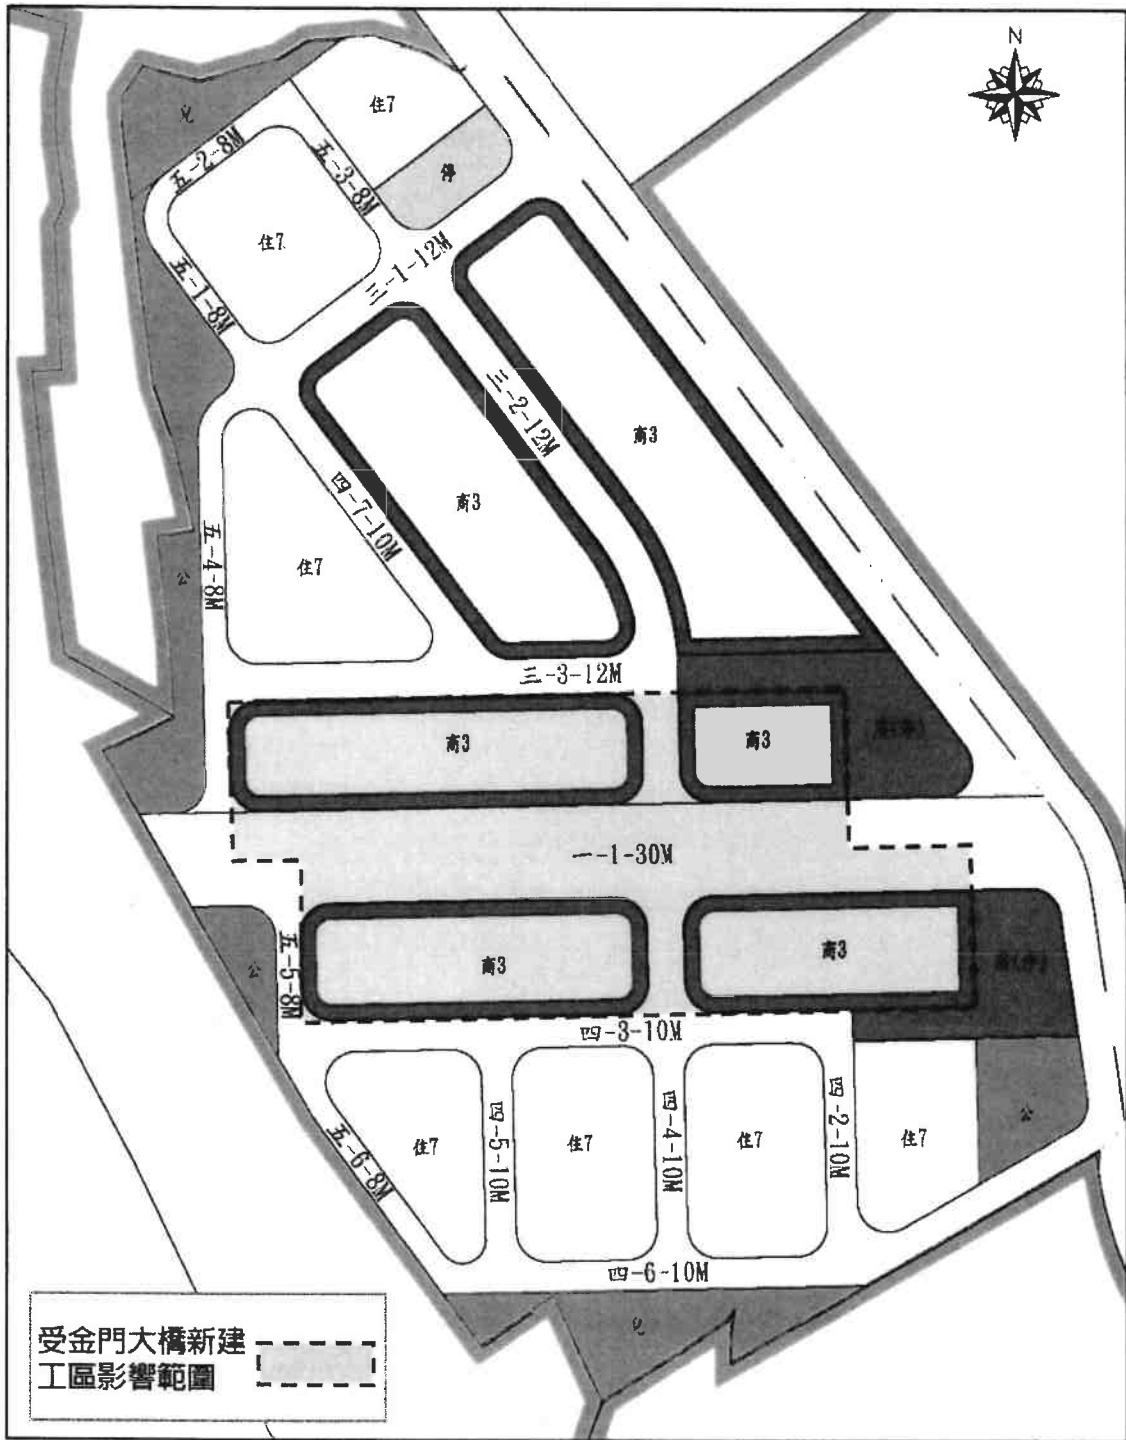 N
兒
住7
停
五-2-8M
五-3-8M
住7
三-1-12M
五-1-8M
三-2-12M
商3
四-7-10M
商3
五-4-8M
公
住7
三-3-12M
商3
商3
一-1-30M
公
五-5-8M
商3
商3
四-3-10M
五-6-8M
住7
四-5-10M
住7
四-4-10M
住7
四-2-10M
住7
公
四-6-10M
兒
受金門大橋新建
工區影響範圍